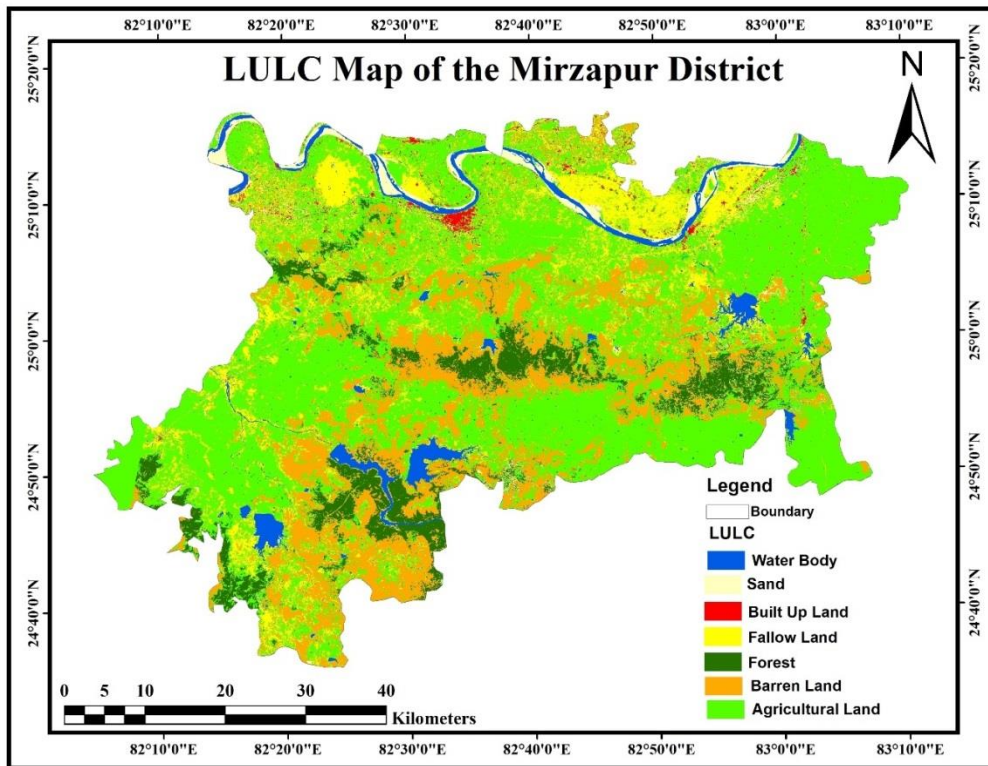 82°10'0"E 82°20'0"E 82°30'0"E 82°40'0"E 82°50'0"E 83°0'0"E 83°10'0"E
LULC Map of the Mirzapur District
N
25°20'0"N 25°20'0"N
25°10'0"N 25°10'0"N
25°0'0"N 25°0'0"N
24°50'0"N 24°50'0"N
24°40'0"N 24°40'0"N
Legend
Boundary
LULC
Water Body
Sand
Built Up Land
Fallow Land
Forest
Barren Land
Agricultural Land
0 5 10 20 30 40
Kilometers
82°10'0"E 82°20'0"E 82°30'0"E 82°40'0"E 82°50'0"E 83°0'0"E 83°10'0"E